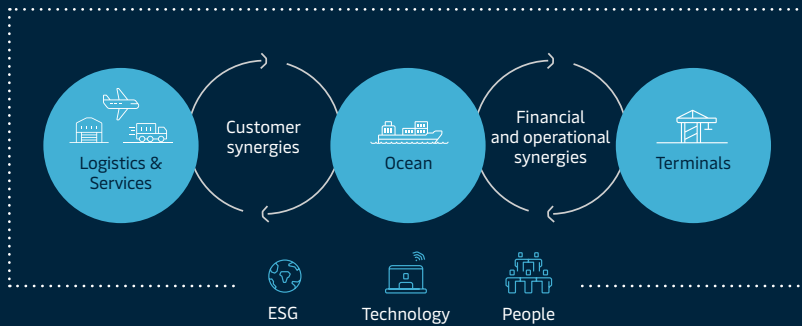 Logistics &
Services
Customer
synergies
Ocean
Financial
and operational
synergies
Terminals
ESG
Technology
People